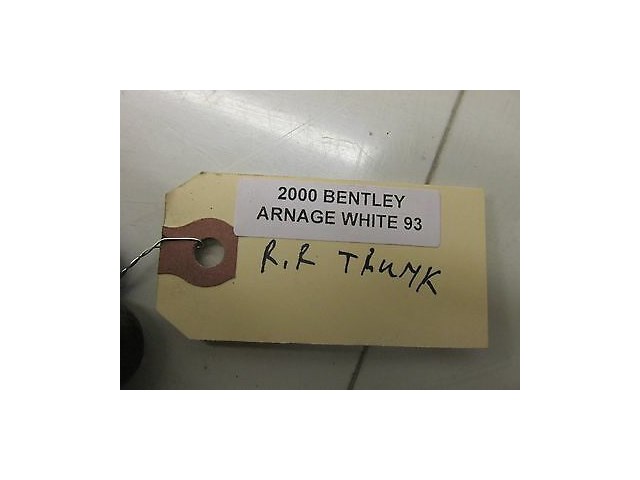 2000 BENTLEY
ARNAGE WHITE 93
R.R TRUNK